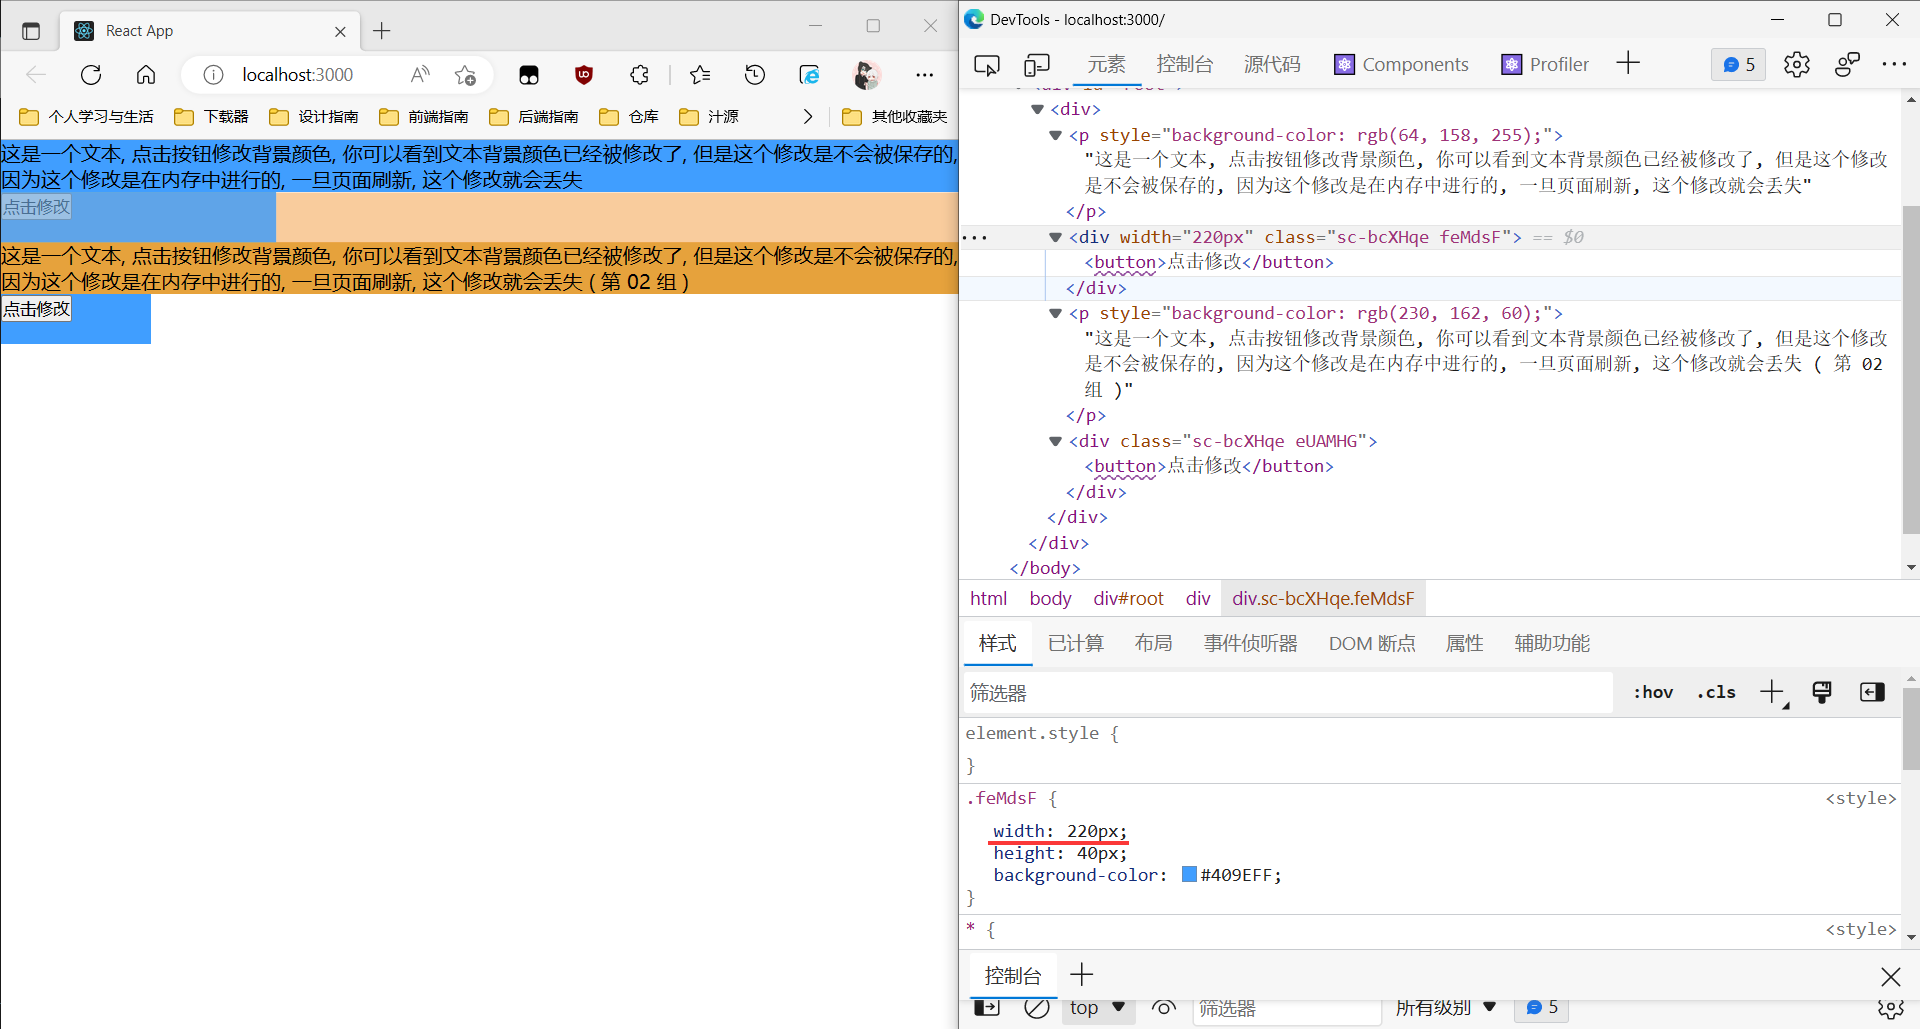 React App
DevTools - localhost:3000/
localhost:3000
元素 控制台 源代码 Components Profiler 5
个人学习与生活 下载器 设计指南 前端指南 后端指南 仓库 汁源 其他收藏夹
这是一个文本, 点击按钮修改背景颜色, 你可以看到文本背景颜色已经被修改了, 但是这个修改是不会被保存的,
因为这个修改是在内存中进行的, 一旦页面刷新, 这个修改就会丢失
点击修改
这是一个文本, 点击按钮修改背景颜色, 你可以看到文本背景颜色已经被修改了, 但是这个修改是不会被保存的,
因为这个修改是在内存中进行的, 一旦页面刷新, 这个修改就会丢失 ( 第 02 组 )
点击修改
<div>
<p style="background-color: rgb(64, 158, 255);">
"这是一个文本, 点击按钮修改背景颜色, 你可以看到文本背景颜色已经被修改了, 但是这个修改
是不会被保存的, 因为这个修改是在内存中进行的, 一旦页面刷新, 这个修改就会丢失"
</p>
<div width="220px" class="sc-bcXHqe feMdsF"> == $0
<button>点击修改</button>
</div>
<p style="background-color: rgb(230, 162, 60);">
"这是一个文本, 点击按钮修改背景颜色, 你可以看到文本背景颜色已经被修改了, 但是这个修改
是不会被保存的, 因为这个修改是在内存中进行的, 一旦页面刷新, 这个修改就会丢失 ( 第 02
组 )"
</p>
<div class="sc-bcXHqe eUAMHG">
<button>点击修改</button>
</div>
</div>
</div>
</body>
html body div#root div div.sc-bcXHqe.feMdsF
样式 已计算 布局 事件侦听器 DOM 断点 属性 辅助功能
筛选器 :hov .cls
element.style {
}
.feMdsF { <style>
width: 220px;
height: 40px;
background-color: #409EFF;
}
* { <style>
控制台
top 筛选器 所有级别 5